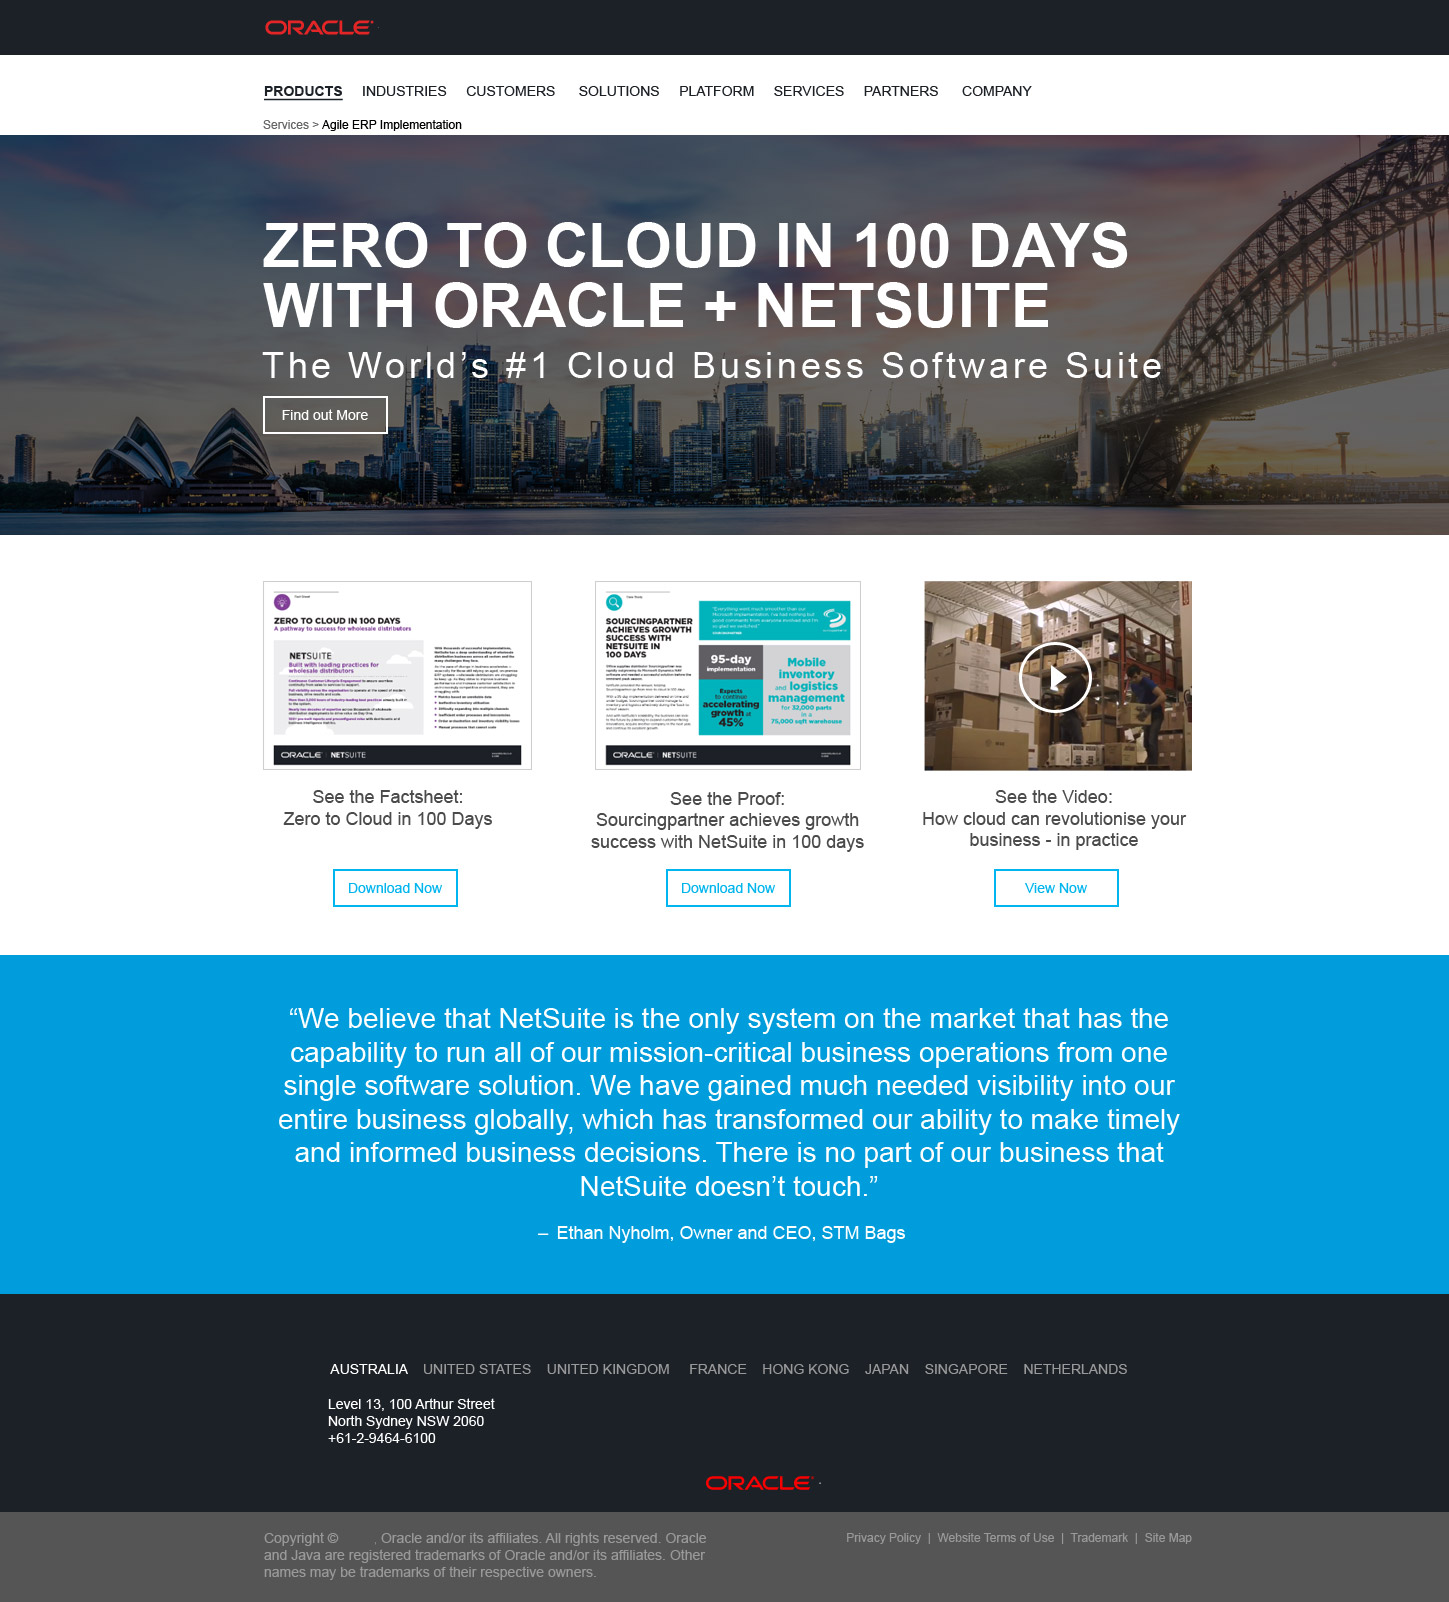 ORACLE
PRODUCTS INDUSTRIES CUSTOMERS SOLUTIONS PLATFORM SERVICES PARTNERS COMPANY
Services > Agile ERP Implementation
ZERO TO CLOUD IN 100 DAYS
WITH ORACLE + NETSUITE
The World’s #1 Cloud Business Software Suite
Find out More
Fact Sheet
ZERO TO CLOUD IN 100 DAYS
A pathway to success for wholesale distributors
NETSUITE
Built with leading practices for
wholesale distributors
ORACLE | NETSUITE
Case Study
SOURCINGPARTNER
ACHIEVES GROWTH
SUCCESS WITH
NETSUITE IN
100 DAYS
95-day
implementation
Expects
to continue
accelerating
growth at
45%
Mobile
inventory
and logistics
management
for 32,000 parts
in a
75,000 sqft warehouse
ORACLE | NETSUITE
See the Factsheet:
Zero to Cloud in 100 Days
See the Proof:
Sourcingpartner achieves growth
success with NetSuite in 100 days
See the Video:
How cloud can revolutionise your
business - in practice
Download Now
Download Now
View Now
“We believe that NetSuite is the only system on the market that has the
capability to run all of our mission-critical business operations from one
single software solution. We have gained much needed visibility into our
entire business globally, which has transformed our ability to make timely
and informed business decisions. There is no part of our business that
NetSuite doesn’t touch.”
– Ethan Nyholm, Owner and CEO, STM Bags
AUSTRALIA UNITED STATES UNITED KINGDOM FRANCE HONG KONG JAPAN SINGAPORE NETHERLANDS
Level 13, 100 Arthur Street
North Sydney NSW 2060
+61-2-9464-6100
ORACLE
Copyright © , Oracle and/or its affiliates. All rights reserved. Oracle
and Java are registered trademarks of Oracle and/or its affiliates. Other
names may be trademarks of their respective owners.
Privacy Policy | Website Terms of Use | Trademark | Site Map